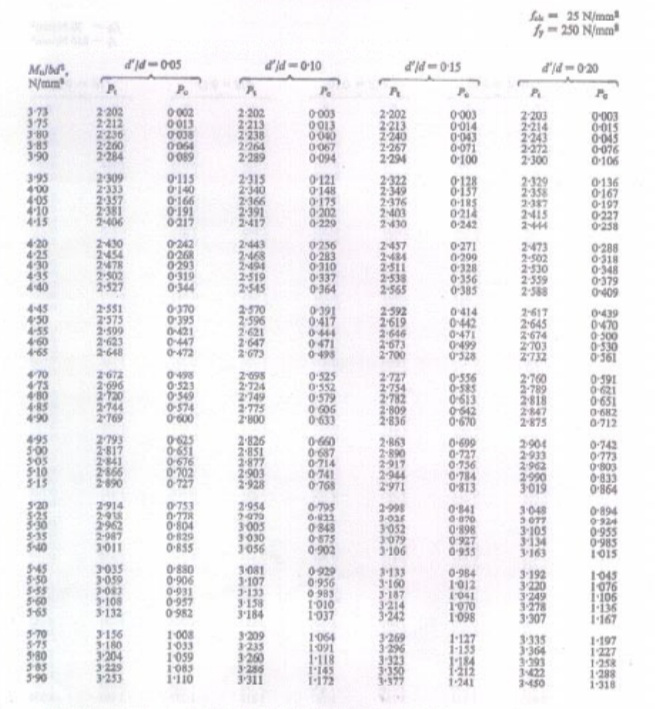 fck = 25 N/mm²
fy = 250 N/mm²
Mu/bd², N/mm² d'/d = 0·05 d'/d = 0·10 d'/d = 0·15 d'/d = 0·20
Pt Pc Pt Pc Pt Pc Pt Pc
3·73 2·202 0·002 2·202 0·003 2·202 0·003 2·203 0·003
3·75 2·212 0·013 2·213 0·013 2·213 0·014 2·214 0·015
3·80 2·236 0·038 2·238 0·040 2·240 0·043 2·243 0·045
3·85 2·260 0·064 2·264 0·067 2·267 0·071 2·272 0·076
3·90 2·284 0·089 2·289 0·094 2·294 0·100 2·300 0·106
3·95 2·309 0·115 2·315 0·121 2·322 0·128 2·329 0·136
4·00 2·333 0·140 2·340 0·148 2·349 0·157 2·358 0·167
4·05 2·357 0·166 2·366 0·175 2·376 0·185 2·387 0·197
4·10 2·381 0·191 2·391 0·202 2·403 0·214 2·415 0·227
4·15 2·406 0·217 2·417 0·229 2·430 0·242 2·444 0·258
4·20 2·430 0·242 2·443 0·256 2·457 0·271 2·473 0·288
4·25 2·454 0·268 2·468 0·283 2·484 0·299 2·502 0·318
4·30 2·478 0·293 2·494 0·310 2·511 0·328 2·530 0·348
4·35 2·502 0·319 2·519 0·337 2·538 0·356 2·559 0·379
4·40 2·527 0·344 2·545 0·364 2·565 0·385 2·588 0·409
4·45 2·551 0·370 2·570 0·391 2·592 0·414 2·617 0·439
4·50 2·575 0·395 2·596 0·417 2·619 0·442 2·645 0·470
4·55 2·599 0·421 2·621 0·444 2·646 0·471 2·674 0·500
4·60 2·623 0·447 2·647 0·471 2·673 0·499 2·703 0·530
4·65 2·648 0·472 2·673 0·498 2·700 0·528 2·732 0·561
4·70 2·672 0·498 2·698 0·525 2·727 0·556 2·760 0·591
4·75 2·696 0·523 2·724 0·552 2·754 0·585 2·789 0·621
4·80 2·720 0·549 2·749 0·579 2·782 0·613 2·818 0·651
4·85 2·744 0·574 2·775 0·606 2·809 0·642 2·847 0·682
4·90 2·769 0·600 2·800 0·633 2·836 0·670 2·875 0·712
4·95 2·793 0·625 2·826 0·660 2·863 0·699 2·904 0·742
5·00 2·817 0·651 2·851 0·687 2·890 0·727 2·933 0·773
5·05 2·841 0·676 2·877 0·714 2·917 0·756 2·962 0·803
5·10 2·866 0·702 2·903 0·741 2·944 0·784 2·990 0·833
5·15 2·890 0·727 2·928 0·768 2·971 0·813 3·019 0·864
5·20 2·914 0·753 2·954 0·795 2·998 0·841 3·048 0·894
5·25 2·938 0·778 2·979 0·822 3·025 0·870 3·077 0·924
5·30 2·962 0·804 3·005 0·848 3·052 0·898 3·105 0·955
5·35 2·987 0·829 3·030 0·875 3·079 0·927 3·134 0·985
5·40 3·011 0·855 3·056 0·902 3·106 0·955 3·163 1·015
5·45 3·035 0·880 3·081 0·929 3·133 0·984 3·192 1·045
5·50 3·059 0·906 3·107 0·956 3·160 1·012 3·220 1·076
5·55 3·083 0·931 3·133 0·983 3·187 1·041 3·249 1·106
5·60 3·108 0·957 3·158 1·010 3·214 1·070 3·278 1·136
5·65 3·132 0·982 3·184 1·037 3·242 1·098 3·307 1·167
5·70 3·156 1·008 3·209 1·064 3·269 1·127 3·335 1·197
5·75 3·180 1·033 3·235 1·091 3·296 1·155 3·364 1·227
5·80 3·204 1·059 3·260 1·118 3·323 1·184 3·393 1·258
5·85 3·229 1·085 3·286 1·145 3·350 1·212 3·422 1·288
5·90 3·253 1·110 3·311 1·172 3·377 1·241 3·450 1·318